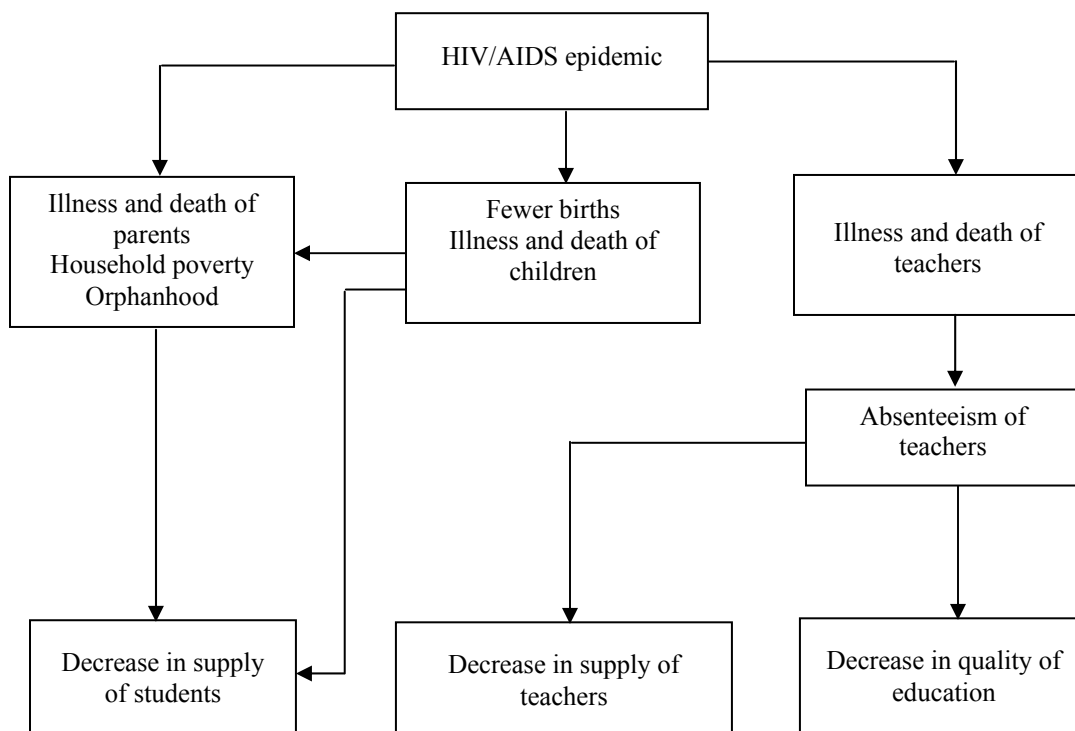 HIV/AIDS epidemic
Illness and death of
parents
Household poverty
Orphanhood
Fewer births
Illness and death of
children
Illness and death of
teachers
Absenteeism of
teachers
Decrease in supply
of students
Decrease in supply of
teachers
Decrease in quality of
education